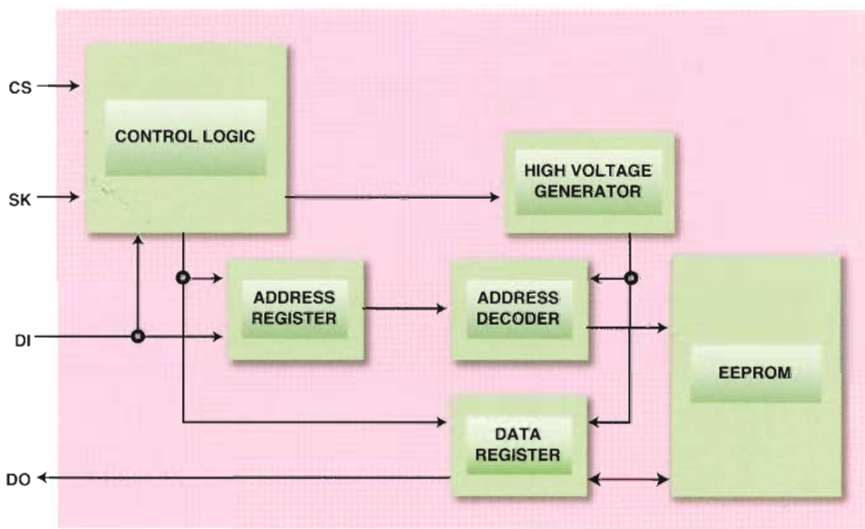 CS
CONTROL LOGIC
SK
HIGH VOLTAGE
GENERATOR
DI
ADDRESS
REGISTER
ADDRESS
DECODER
EEPROM
DATA
REGISTER
DO